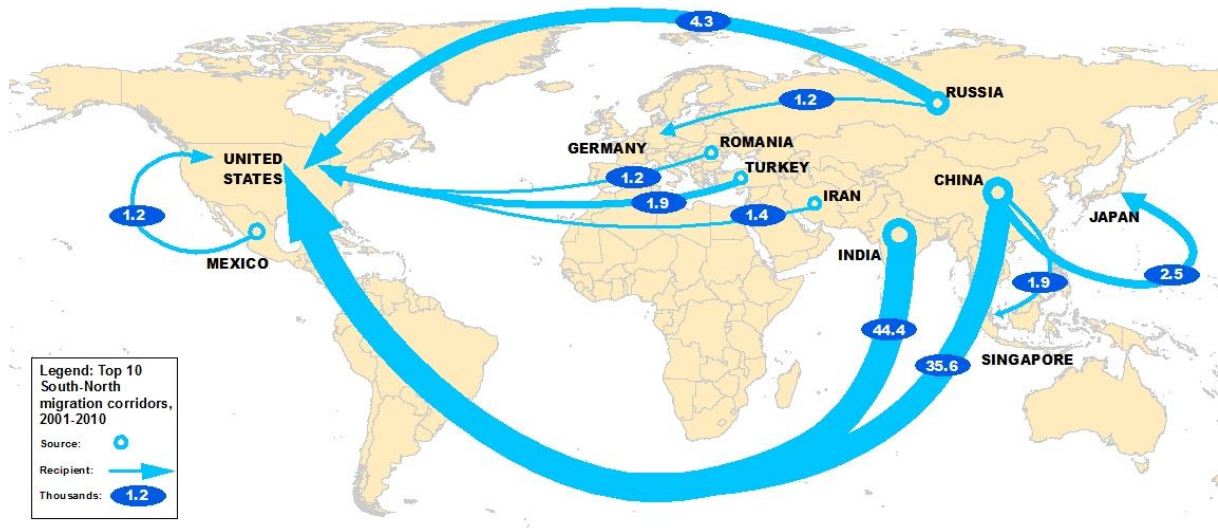 4.3
RUSSIA
1.2
GERMANY
ROMANIA
UNITED
STATES
1.2
TURKEY
1.9
IRAN
1.4
CHINA
JAPAN
1.2
MEXICO
INDIA
2.5
1.9
44.4
35.6
SINGAPORE
Legend: Top 10
South-North
migration corridors,
2001-2010
Source:
Recipient:
Thousands: 1.2